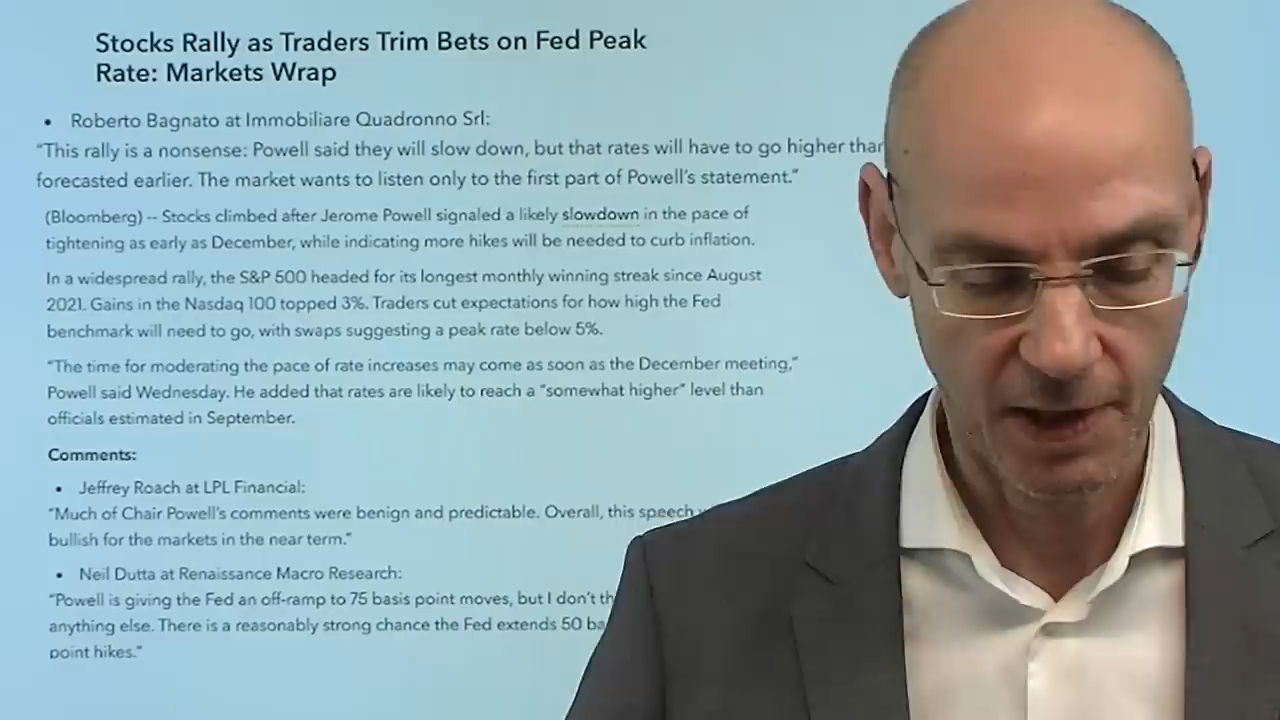 Stocks Rally as Traders Trim Bets on Fed Peak
Rate: Markets Wrap
• Roberto Bagnato at Immobiliare Quadronno Srl:
“This rally is a nonsense: Powell said they will slow down, but that rates will have to go higher than
forecasted earlier. The market wants to listen only to the first part of Powell’s statement.”
(Bloomberg) -- Stocks climbed after Jerome Powell signaled a likely slowdown in the pace of
tightening as early as December, while indicating more hikes will be needed to curb inflation.
In a widespread rally, the S&P 500 headed for its longest monthly winning streak since August
2021. Gains in the Nasdaq 100 topped 3%. Traders cut expectations for how high the Fed
benchmark will need to go, with swaps suggesting a peak rate below 5%.
“The time for moderating the pace of rate increases may come as soon as the December meeting,”
Powell said Wednesday. He added that rates are likely to reach a “somewhat higher” level than
officials estimated in September.
Comments:
• Jeffrey Roach at LPL Financial:
“Much of Chair Powell’s comments were benign and predictable. Overall, this speech
bullish for the markets in the near term.”
• Neil Dutta at Renaissance Macro Research:
“Powell is giving the Fed an off-ramp to 75 basis point moves, but I don’t
anything else. There is a reasonably strong chance the Fed extends 50
point hikes.”